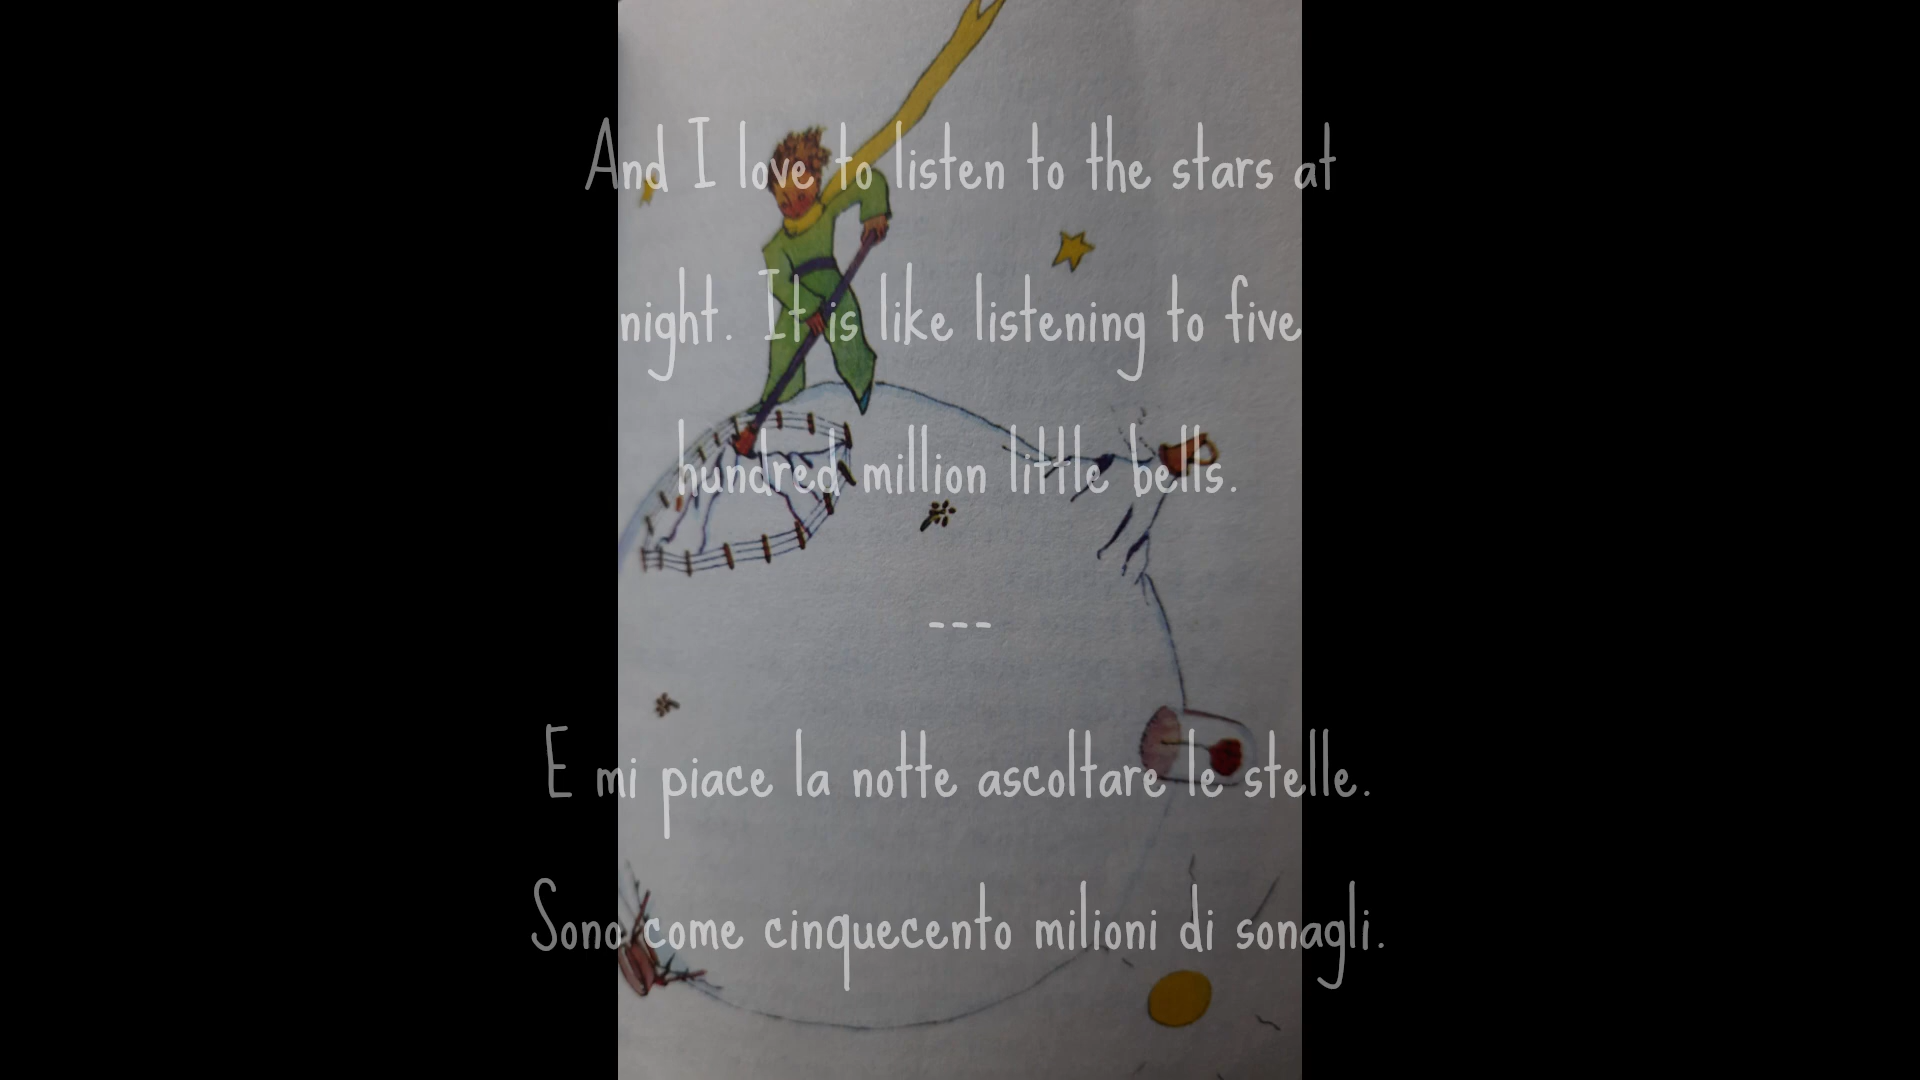 And I love to listen to the stars at
night. It is like listening to five
hundred million little bells.
---
E mi piace la notte ascoltare le stelle.
Sono come cinquecento milioni di sonagli.